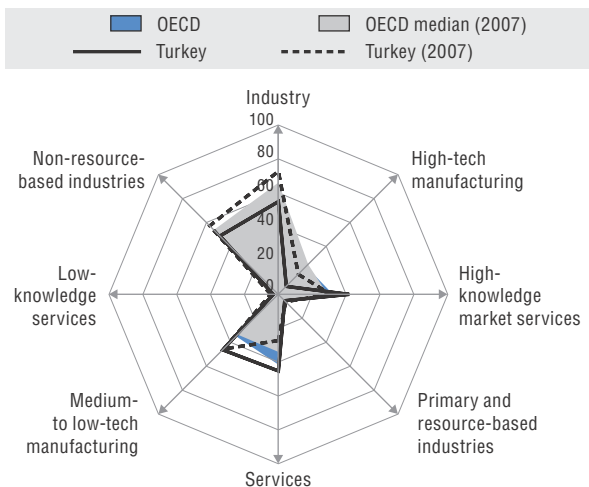 OECD
OECD median (2007)
Turkey
Turkey (2007)
Industry
100
80
60
40
20
0
Non-resource-
based industries
High-tech
manufacturing
Low-
knowledge
services
High-
knowledge
market services
Medium-
to low-tech
manufacturing
Primary and
resource-based
industries
Services